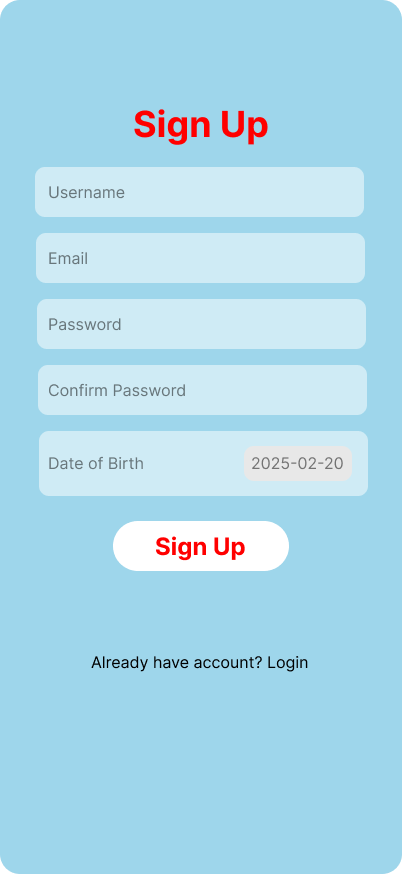 Sign Up
Username
Email
Password
Confirm Password
Date of Birth 2025-02-20
Sign Up
Already have account? Login